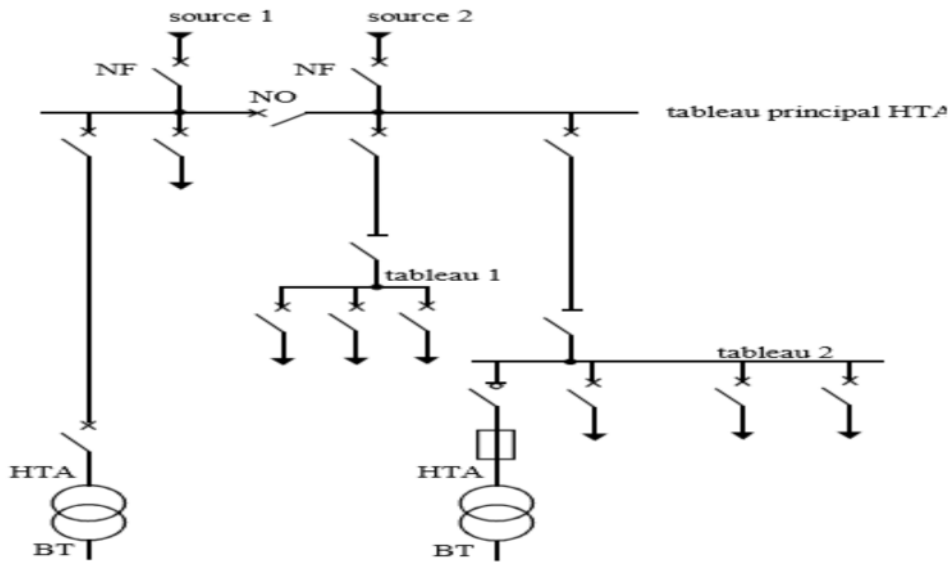 source 1
source 2
NF
NF
NO
tableau principal HTA
tableau 1
tableau 2
HTA
HTA
BT
BT